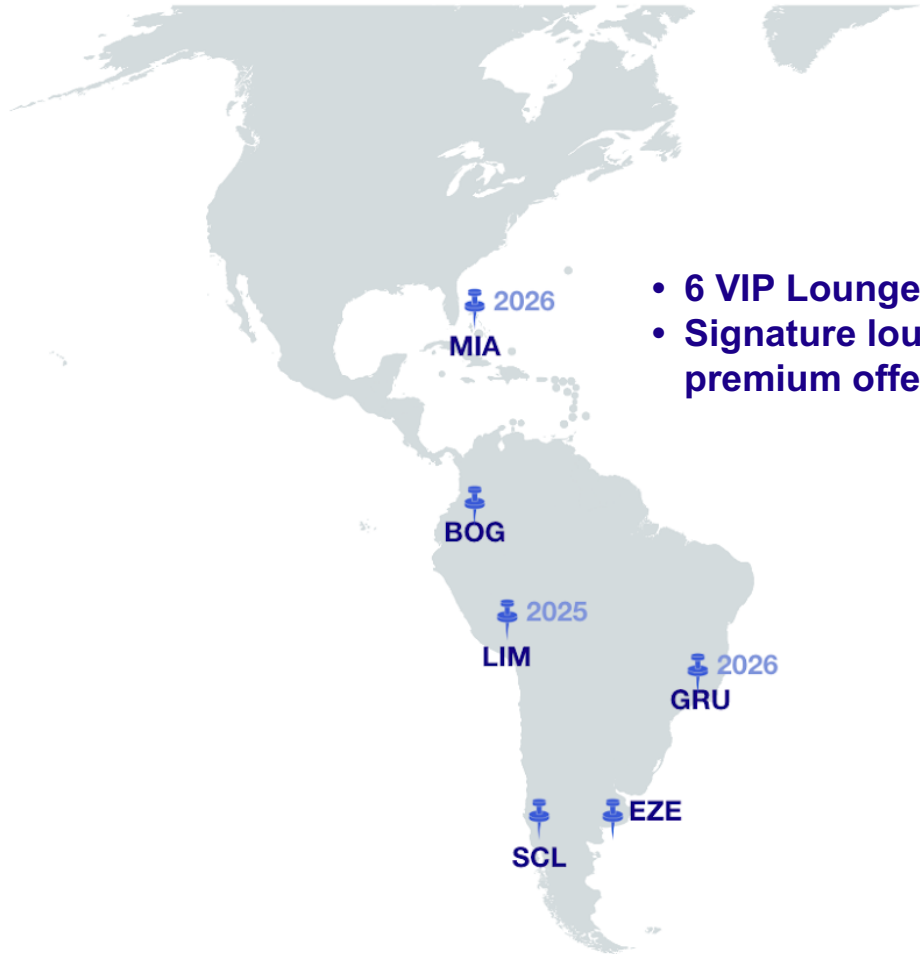 2026
MIA
• 6 VIP Lounge
• Signature lou
premium offe
BOG
2025
LIM
2026
GRU
EZE
SCL